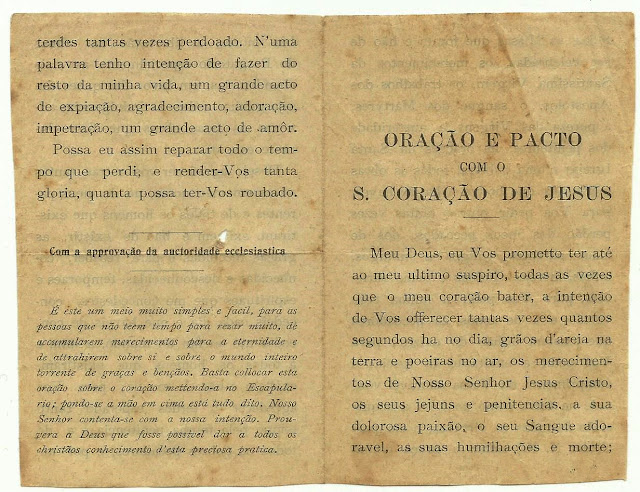 terdes tantas vezes perdoado. N'uma
palavra tenho intenção de fazer do
resto da minha vida, um grande acto
de expiação, agradecimento, adoração,
impetração, um grande acto de amôr.
Possa eu assim reparar todo o tem-
po que perdi, e render-Vos tanta
gloria, quanta possa ter-Vos roubado.
Com a approvação da auctoridade ecclesiastica
É êste um meio muito simples e facil, para as
pessoas que não teem tempo para resar muito, de
accumularem merecimentos para a eternidade e
de attrahirem sobre si e sobre o mundo inteiro
torrente de graças e bençãos. Basta collocar esta
oração sobre o coração mettendo-a no Escapula-
rio; pondo-se a mão em cima está tudo dito. Nosso
Senhor contenta-se com a nossa intenção. Prou-
vera a Deus que fosse possivel dar a todos os
christãos conhecimento d'esta preciosa pratica.
ORAÇÃO E PACTO
COM O
S. CORAÇÃO DE JESUS
Meu Deus, eu Vos prometto ter até
ao meu ultimo suspiro, todas as vezes
que o meu coração bater, a intenção
de Vos offerecer tantas vezes quantos
segundos ha no dia, grãos d'areia na
terra e poeiras no ar, os merecimen-
tos de Nosso Senhor Jesus Cristo,
os seus jejuns e penitencias, a sua
dolorosa paixão, o seu Sangue ado-
ravel, as suas humilhações e morte;